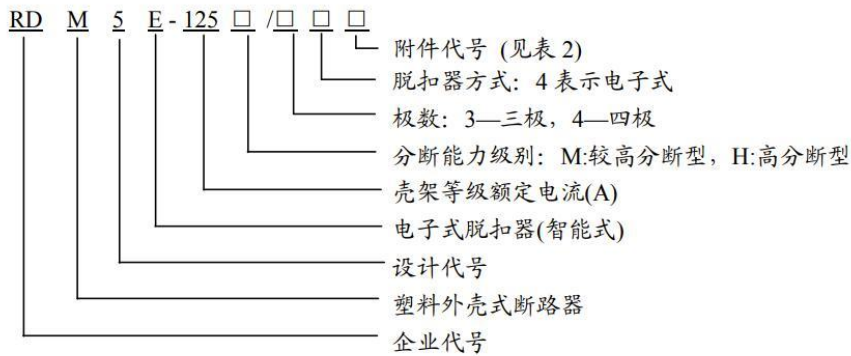 RD M 5 E - 125 □ /□ □ □
附件代号 (见表 2)
脱扣器方式：4 表示电子式
极数：3—三极，4—四极
分断能力级别：M:较高分断型，H:高分断型
壳架等级额定电流(A)
电子式脱扣器(智能式)
设计代号
塑料外壳式断路器
企业代号